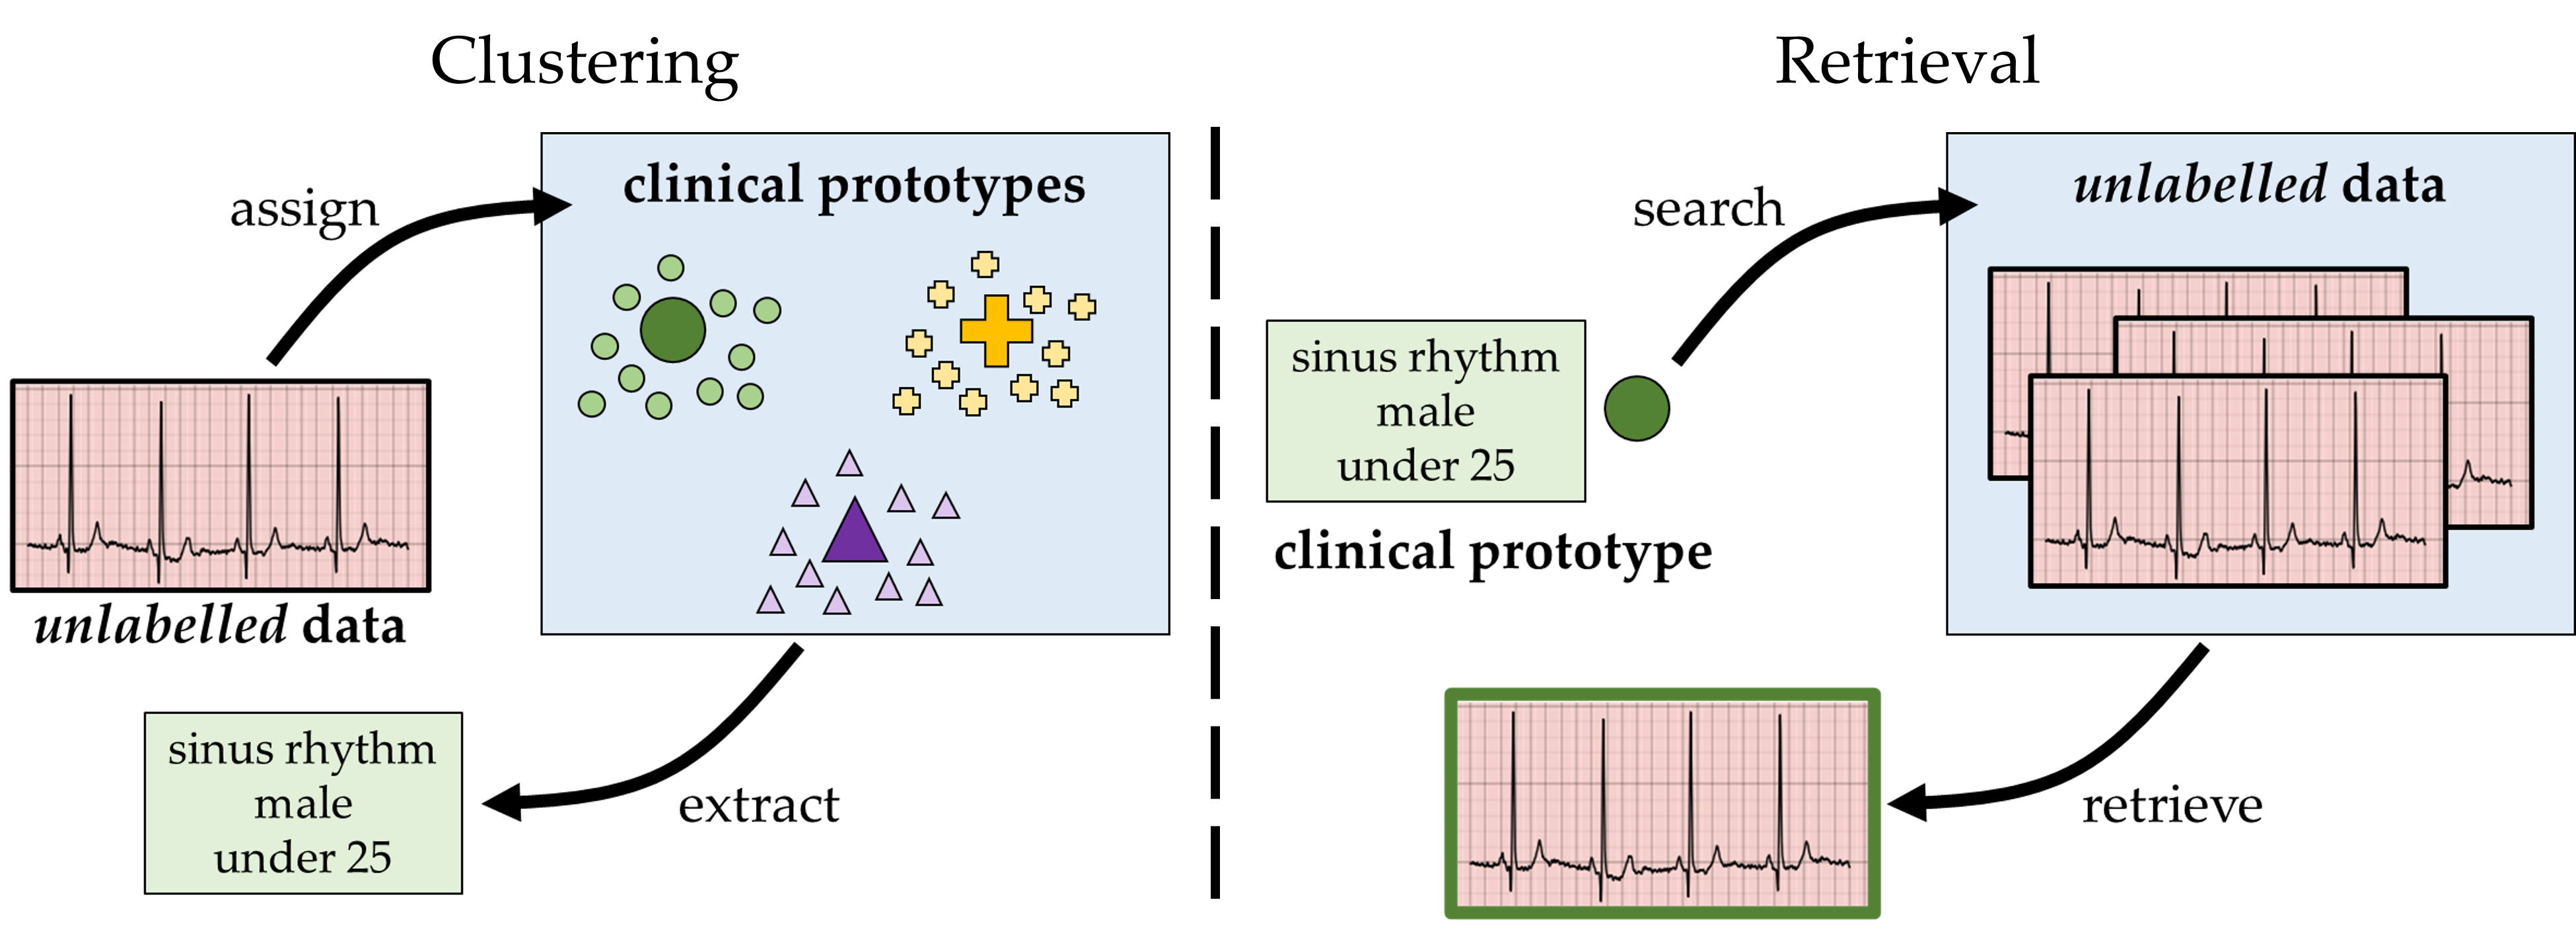 Clustering
assign
clinical prototypes
unlabelled data
sinus rhythm
male
under 25
extract
Retrieval
search
unlabelled data
sinus rhythm
male
under 25
clinical prototype
retrieve